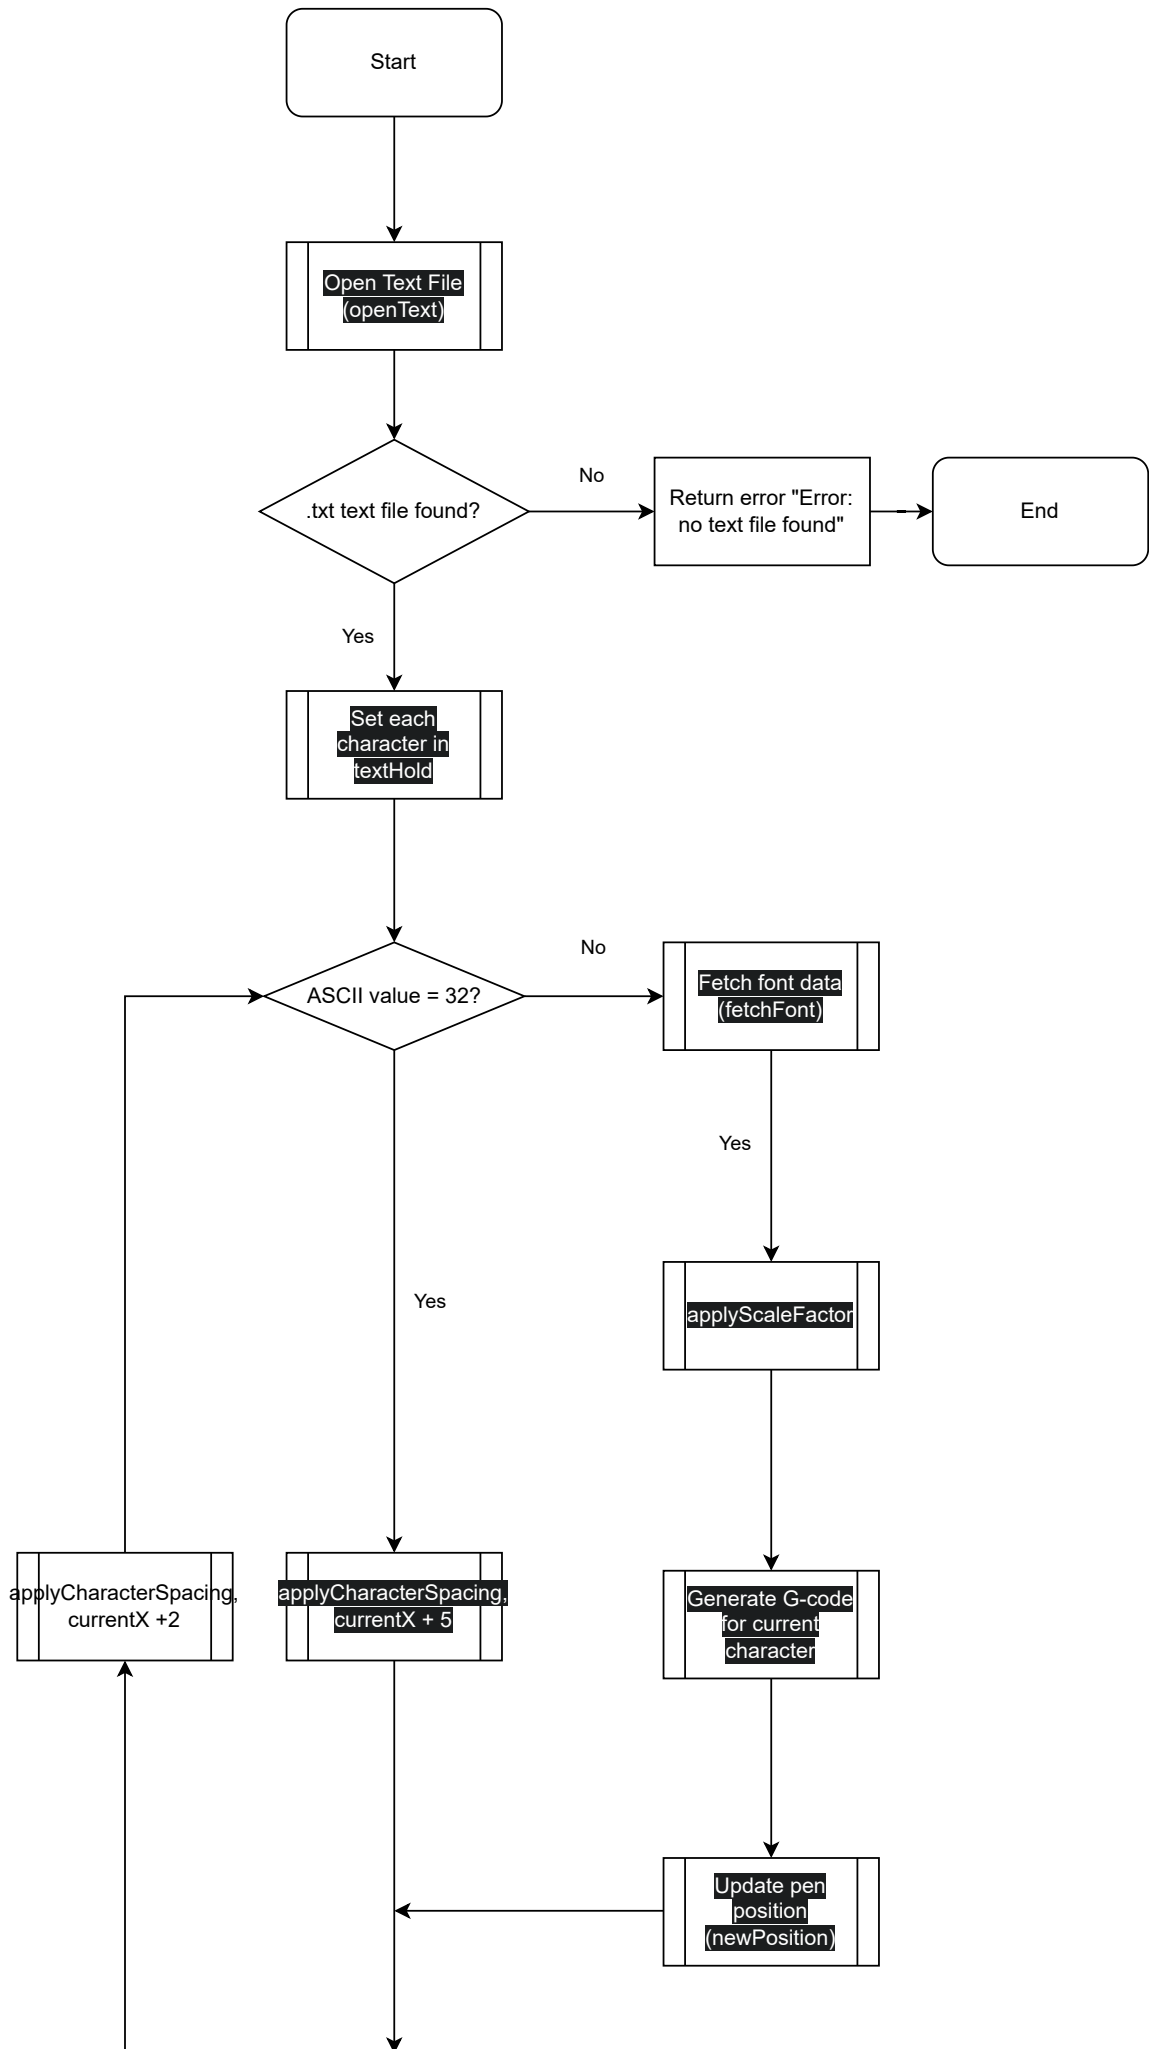 Start
Open Text File
(openText)
.txt text file found?
No
Return error "Error:
no text file found"
End
Yes
Set each
character in
textHold
ASCII value = 32?
No
Fetch font data
(fetchFont)
Yes
applyScaleFactor
Yes
applyCharacterSpacing,
currentX +2
applyCharacterSpacing,
currentX + 5
Generate G-code
for current
character
Update pen
position
(newPosition)